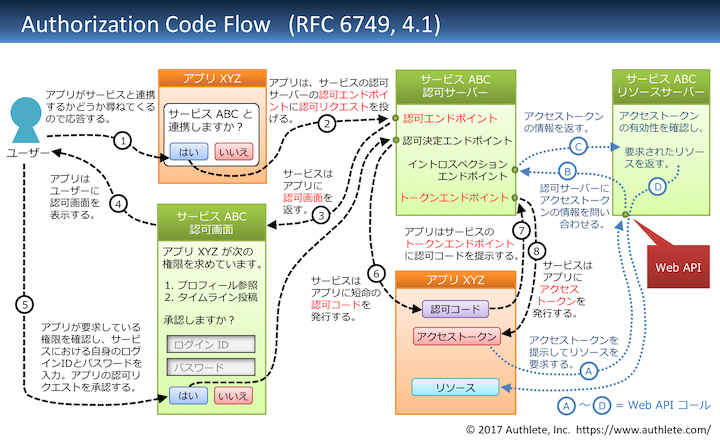 Authorization Code Flow (RFC 6749, 4.1)
アプリがサービスと連携
するかどうか尋ねてくる
ので応答する。
ユーザー
1
アプリ XYZ
サービス ABC と
連携しますか？
はい
いいえ
アプリは、サービスの認可
サーバーの認可エンドポイ
ントに認可リクエストを投
げる。
2
サービス ABC
認可サーバー
認可エンドポイント
認可決定エンドポイント
イントロスペクション
エンドポイント
トークンエンドポイント
サービス ABC
リソースサーバー
アクセストークン
の有効性を確認し、
要求されたリソー
スを返す。
D
アクセストークン
の情報を返す。
C
B
認可サーバーに
アクセストーク
ンの情報を問い
合わせる。
Web API
サービスは
アプリに
認可画面を
返す。
3
アプリは
ユーザーに
認可画面を
表示する。
4
サービス ABC
認可画面
アプリ XYZ が次の
権限を求めています。
1. プロフィール参照
2. タイムライン投稿
承認しますか？
ログイン ID
パスワード
はい
いいえ
5
アプリが要求している
権限を確認し、サービ
スにおける自身のログ
インIDとパスワードを
入力。アプリの認可リ
クエストを承認する。
6
サービスは
アプリに短命の
認可コードを
発行する。
アプリはサービスの
トークンエンドポイント
に認可コードを提示する。
7
8
サービスは
アプリに
アクセス
トークンを
発行する。
アプリ XYZ
認可コード
アクセストークン
リソース
アクセストークンを
提示してリソースを
要求する。
A
A ～ D = Web API コール
© 2017 Authlete, Inc. https://www.authlete.com/